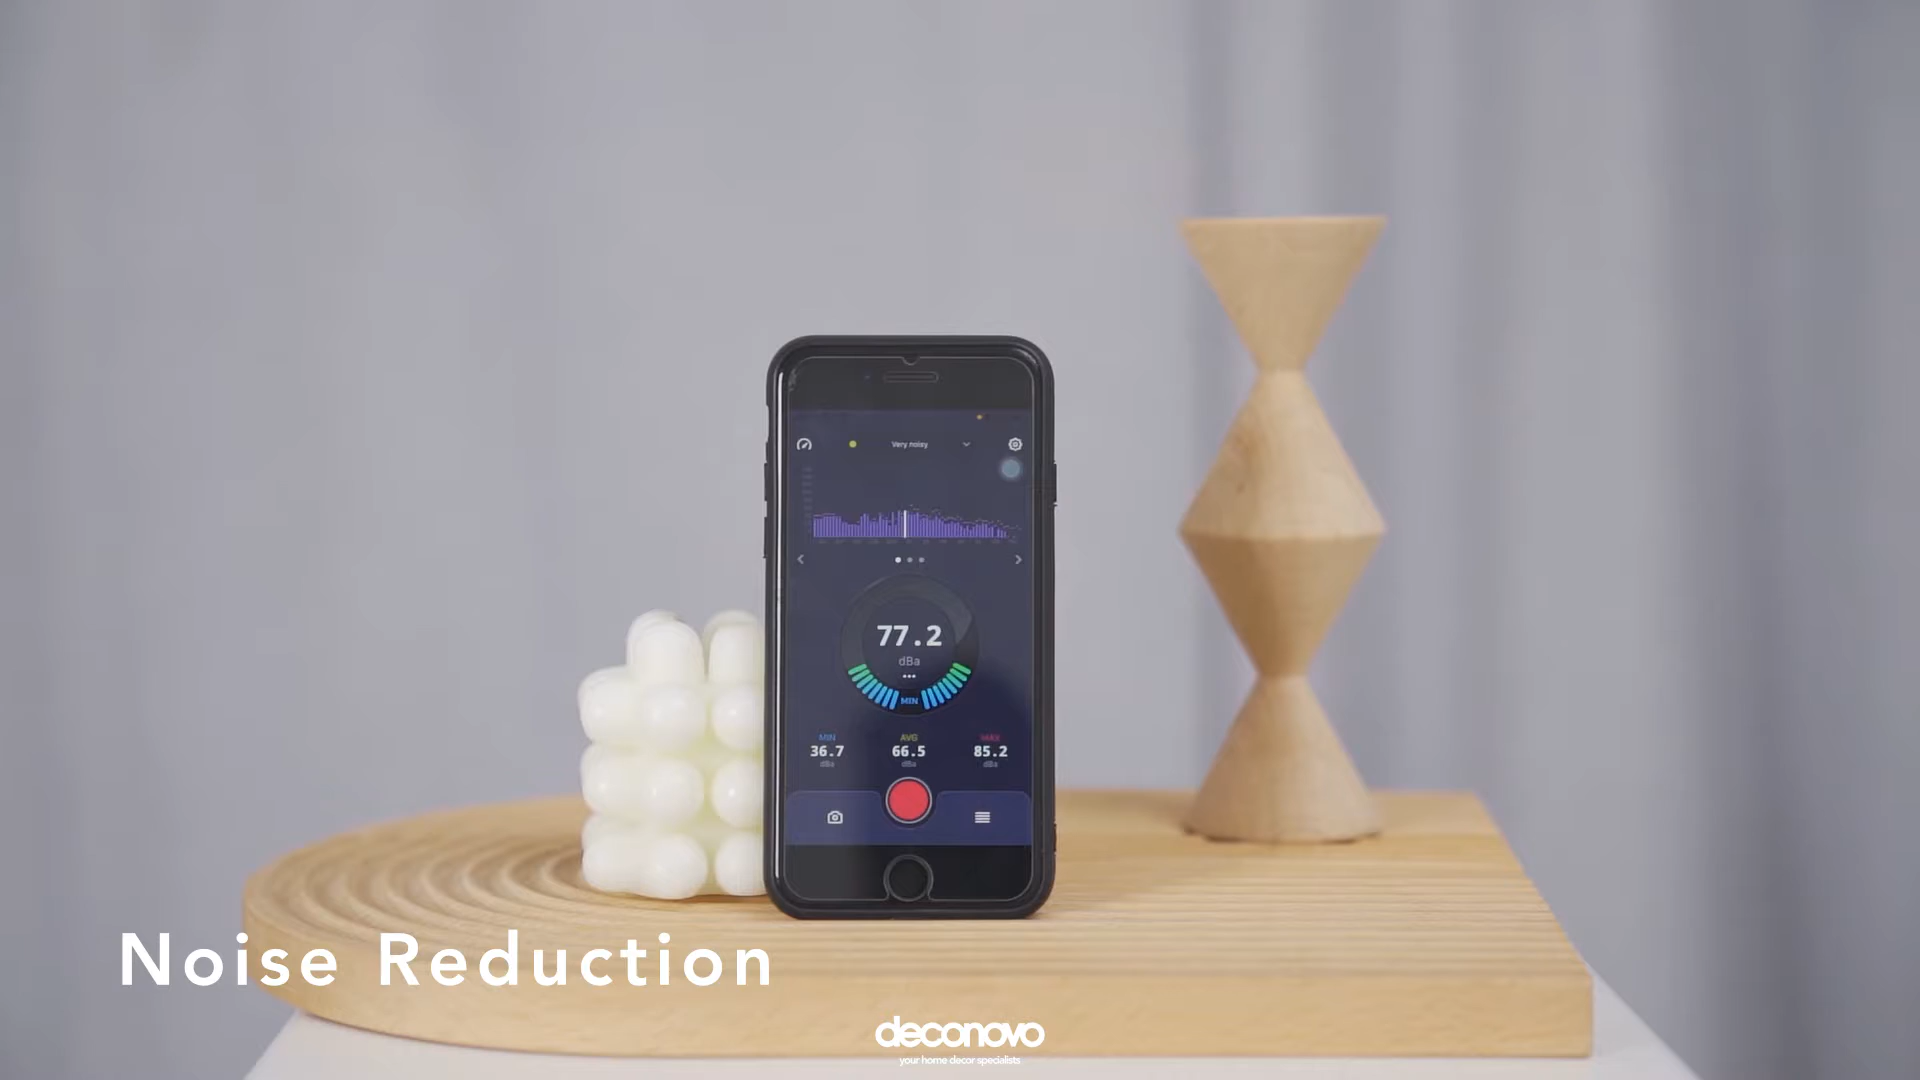 Very noisy
77.2
dBa
MIN
MIN AVG MAX
36.7 66.5 85.2
dBa dBa dBa
Noise Reduction
deconovo
your home decor specialists